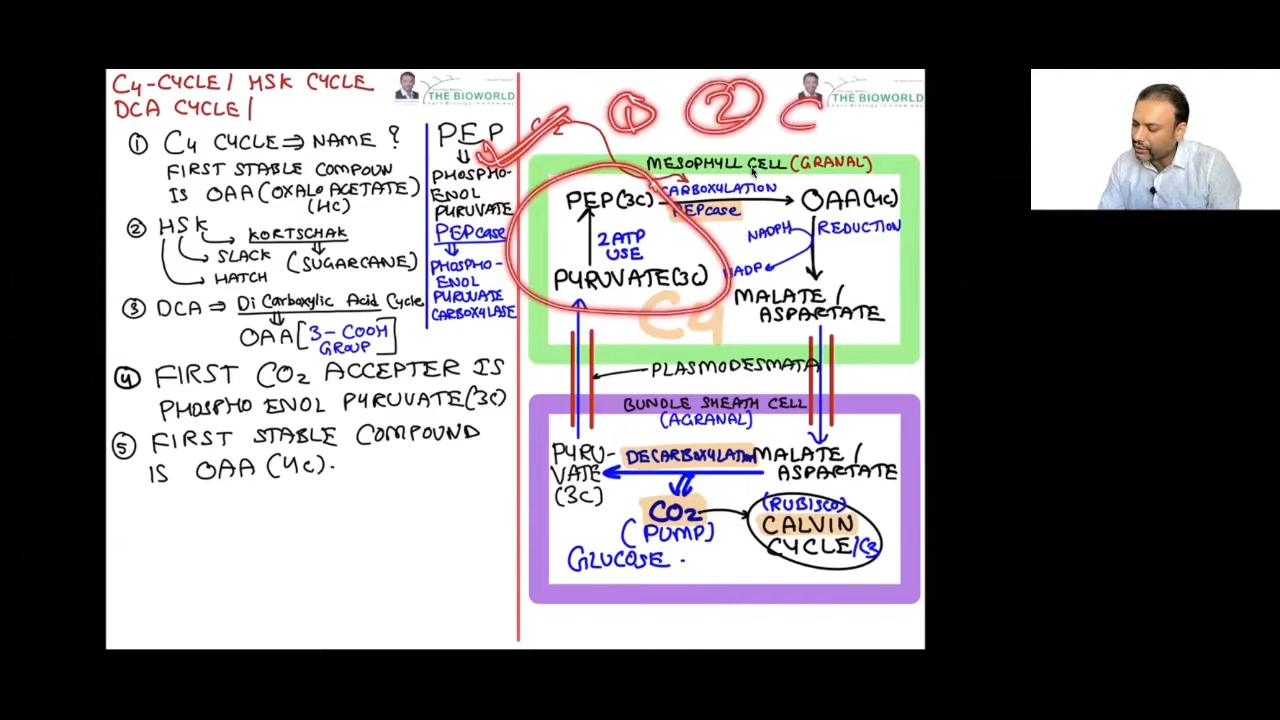 C4-CYCLE/ HSK CYCLE
DCA CYCLE/
① C4 CYCLE ⇒ NAME ?
FIRST STABLE COMPOUN
IS OAA (OXALO ACETATE)
(4C)
② HSK
KORTSCHAK
SLACK (SUGARCANE)
HATCH
③ DCA ⇒ Di Carboxylic Acid Cycle
OAA [3-COOH
GROUP]
④ FIRST CO2 ACCEPTER IS
PHOSPHO ENOL PYRUVATE(3C)
⑤ FIRST STABLE COMPOUND
IS OAA (4C).
THE BIOWORLD
PEP
PHOSPHO-
ENOL
PYRUVATE
PEPcase
PHOSPHO-
ENOL
PYRUVATE
CARBOXYLASE
① ② C
THE BIOWORLD
MESOPHYLL CELL (GRANAL)
PEP(3C) CARBOXYLATION OAA(4C)
PEPcase
2ATP
USE
NADPH REDUCTION
NADP
PYRUVATE(3C)
MALATE /
ASPARTATE
C4
PLASMODESMATA
BUNDLE SHEATH CELL
(AGRANAL)
PYRU-
VATE
(3C)
DECARBOXYLATION
MALATE /
ASPARTATE
CO2
(PUMP)
(RUBISCO)
CALVIN
CYCLE/C3
GLUCOSE .